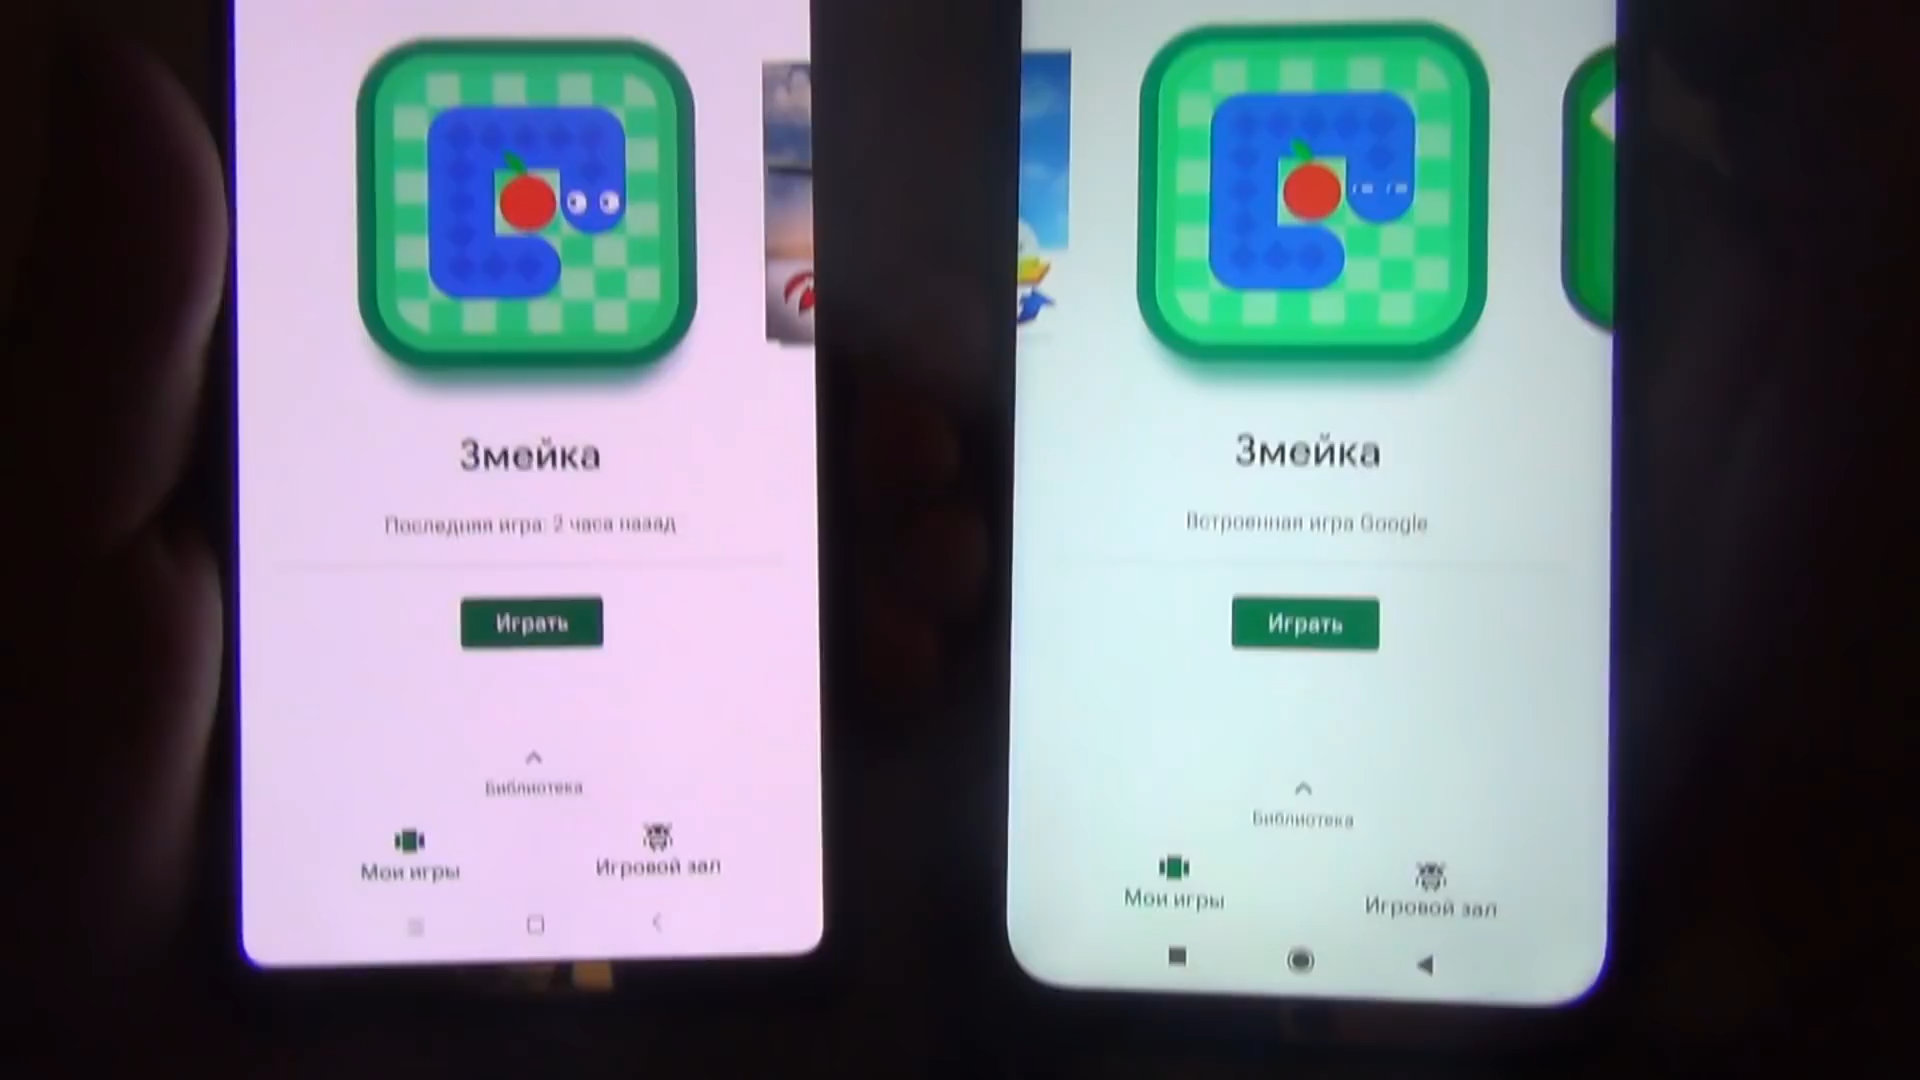 Змейка
Последняя игра: 2 часа назад
Играть
Библиотека
Мои игры
Игровой зал
Змейка
Встроенная игра Google
Играть
Библиотека
Мои игры
Игровой зал